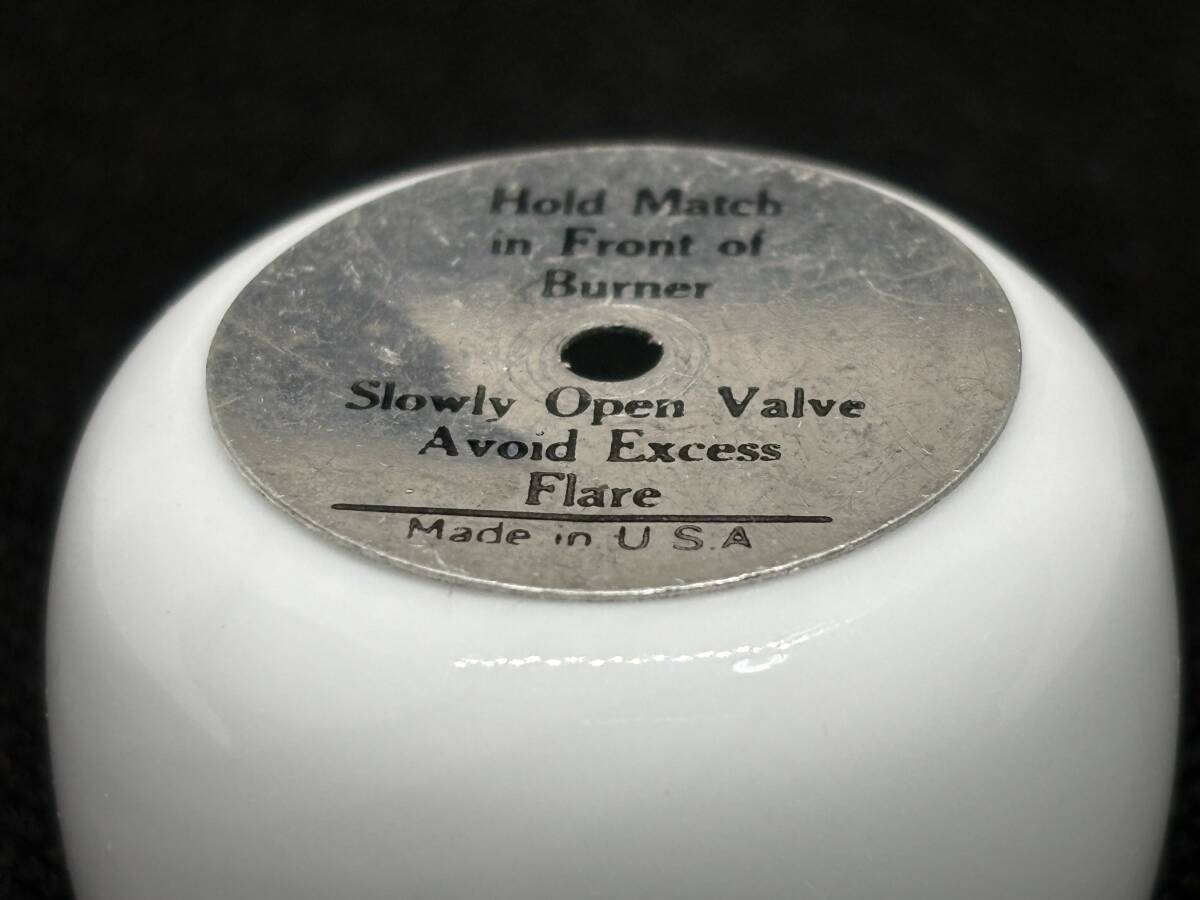 Hold Match
in Front of
Burner
Slowly Open Valve
Avoid Excess
Flare
Made in U S.A